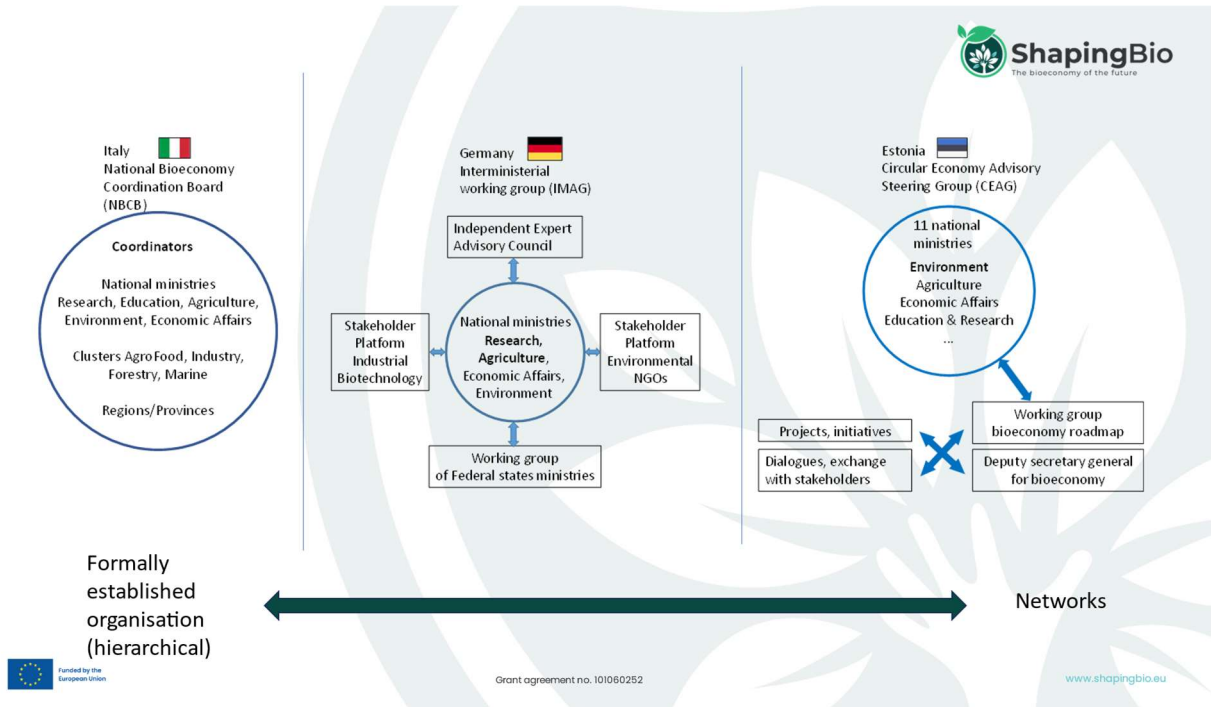 ShapingBio
The bioeconomy of the future
Italy
National Bioeconomy
Coordination Board
(NBCB)
Coordinators
National ministries
Research, Education, Agriculture,
Environment, Economic Affairs
Clusters AgroFood, Industry,
Forestry, Marine
Regions/Provinces
Germany
Interministerial
working group (IMAG)
Independent Expert
Advisory Council
Stakeholder
Platform
Industrial
Biotechnology
National ministries
Research,
Agriculture,
Economic Affairs,
Environment
Stakeholder
Platform
Environmental
NGOs
Working group
of Federal states ministries
Estonia
Circular Economy Advisory
Steering Group (CEAG)
11 national
ministries
Environment
Agriculture
Economic Affairs
Education & Research
...
Working group
bioeconomy roadmap
Projects, initiatives
Dialogues, exchange
with stakeholders
Deputy secretary general
for bioeconomy
Formally
established
organisation
(hierarchical)
Networks
Funded by the
European Union
Grant agreement no. 101060252
www.shapingbio.eu